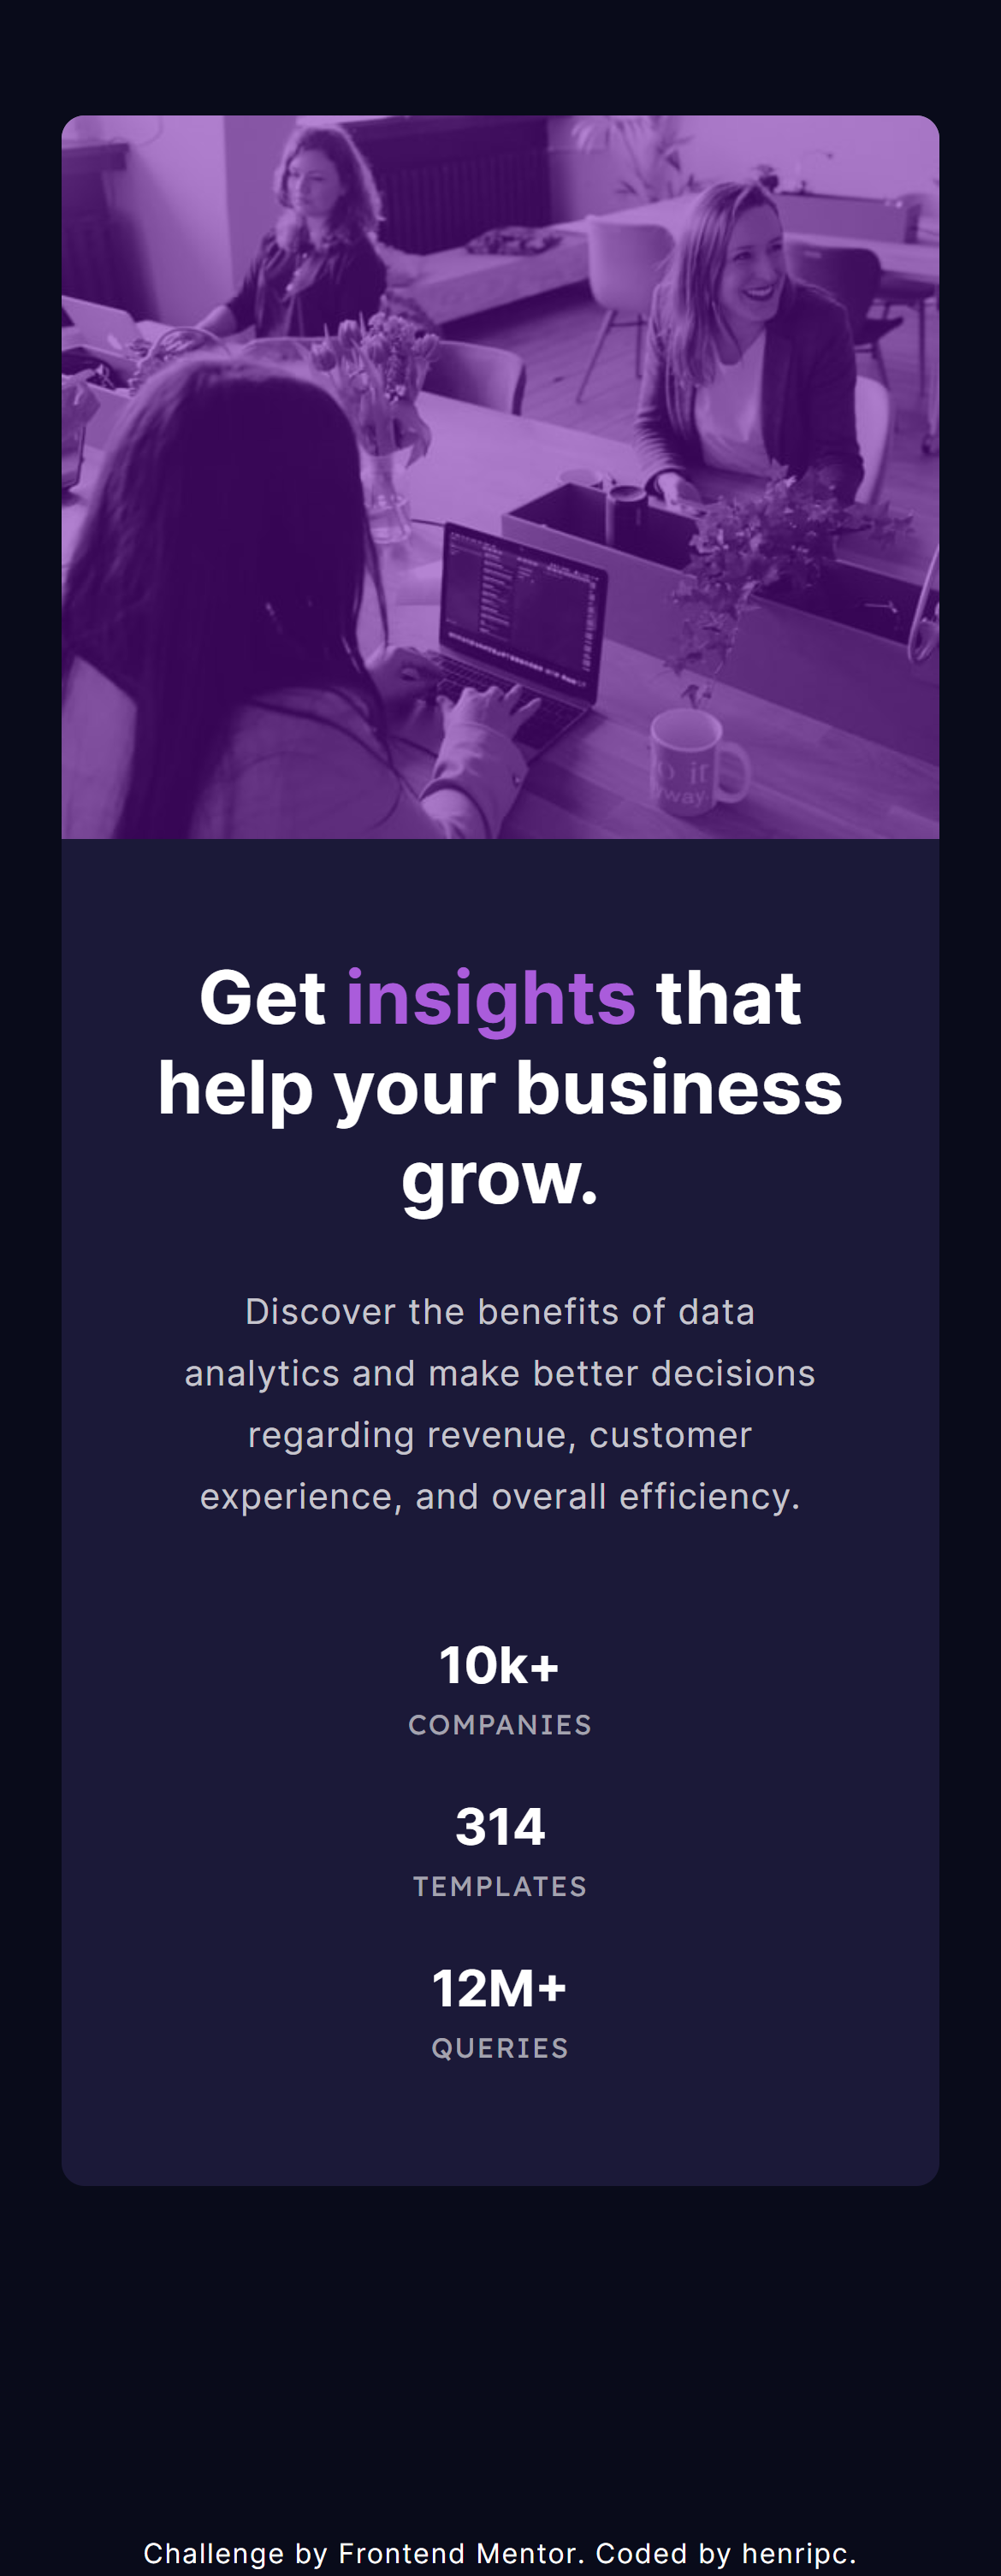 Get insights that
help your business
grow.
Discover the benefits of data
analytics and make better decisions
regarding revenue, customer
experience, and overall efficiency.
10k+
COMPANIES
314
TEMPLATES
12M+
QUERIES
Challenge by Frontend Mentor. Coded by henripc.